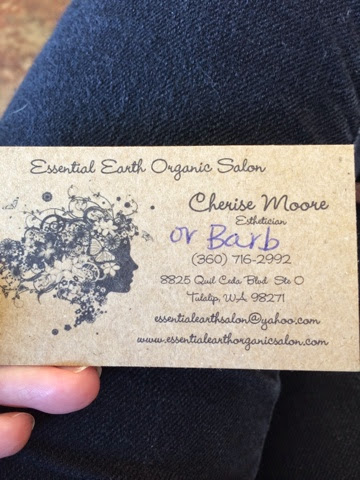 Essential Earth Organic Salon
Cherise Moore
Esthetician
or Barb
(360) 716-2992
8825 Quil Ceda Blvd Ste O
Tulalip, WA 98271
essentialearthsalon@yahoo.com
www.essentialearthorganicsalon.com